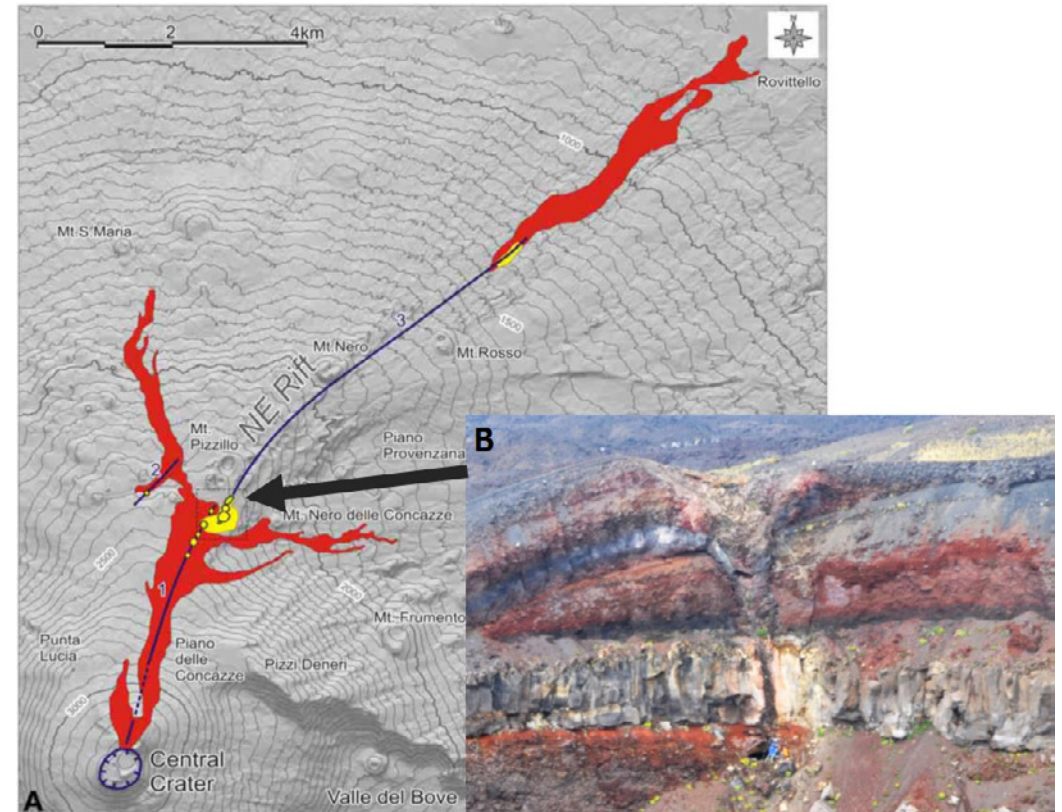 0 2 4km
N
Rovittello
1000
Mt S.Maria
3
1500
Mt.Nero
Mt.Rosso
NE Rift
Mt.
Pizzillo
Piano
Provenzana
B
2
Mt. Nero delle Concazze
2500
1
2000
Mt. Frumento
Punta
Lucia
Piano
delle
Concazze
Pizzi Deneri
3000
Central
Crater
A
Valle del Bove